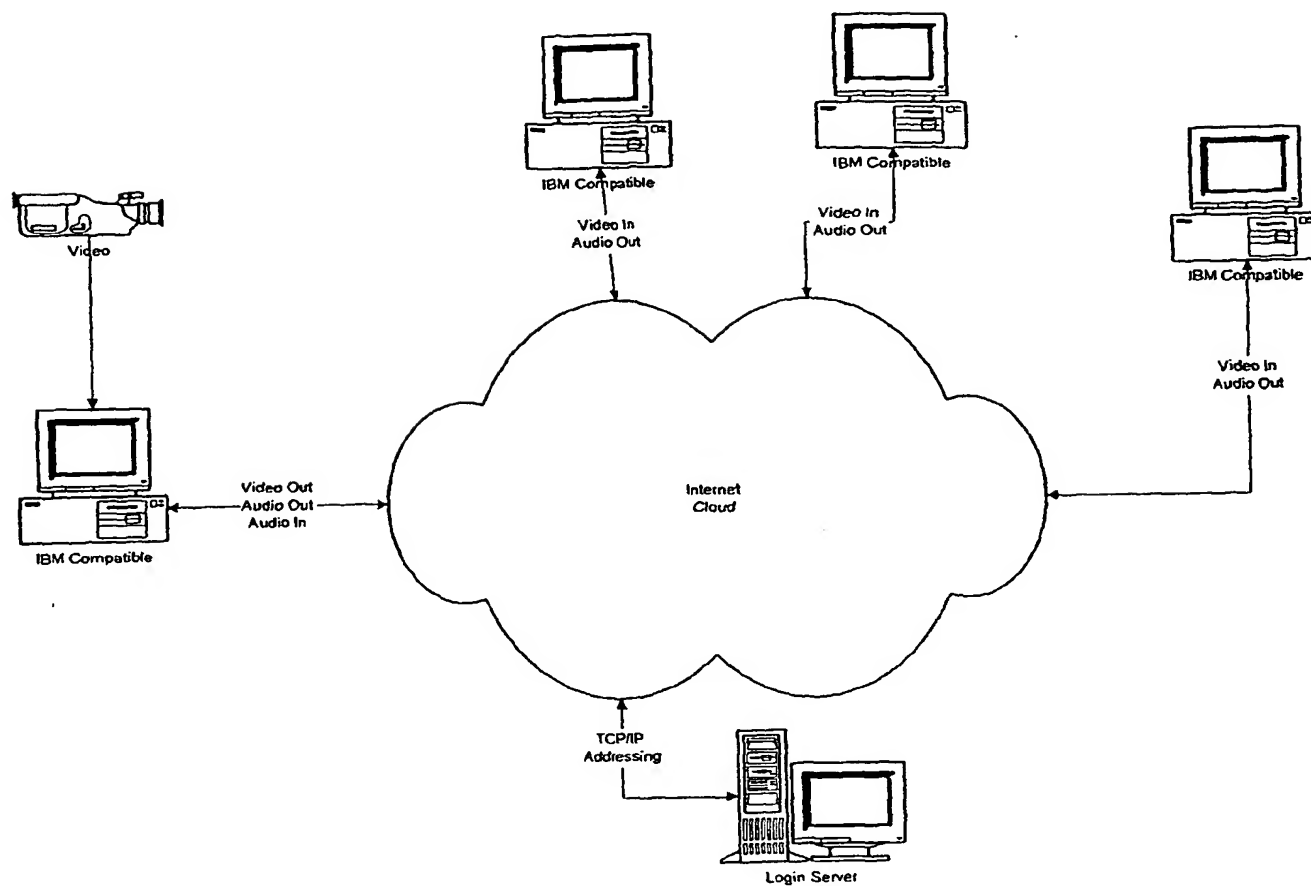 IBM Compatible
IBM Compatible
IBM Compatible
Video In
Audio Out
Video In
Audio Out
Video
Video In
Audio Out
Video Out
Audio Out
Audio In
Internet
Cloud
IBM Compatible
TCP/IP
Addressing
Login Server